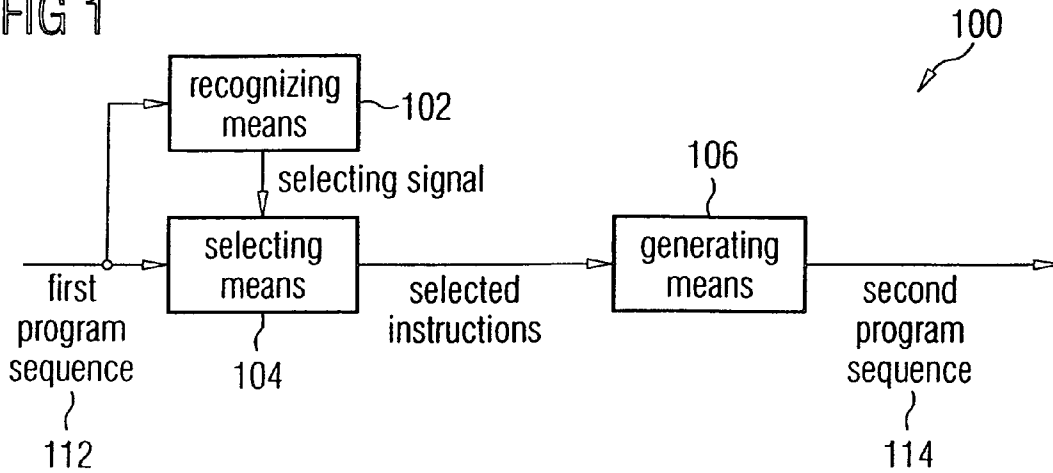 FIG 1
100
recognizing
means
102
selecting signal
106
selecting
means
generating
means
first
program
sequence
selected
instructions
second
program
sequence
104
112
114